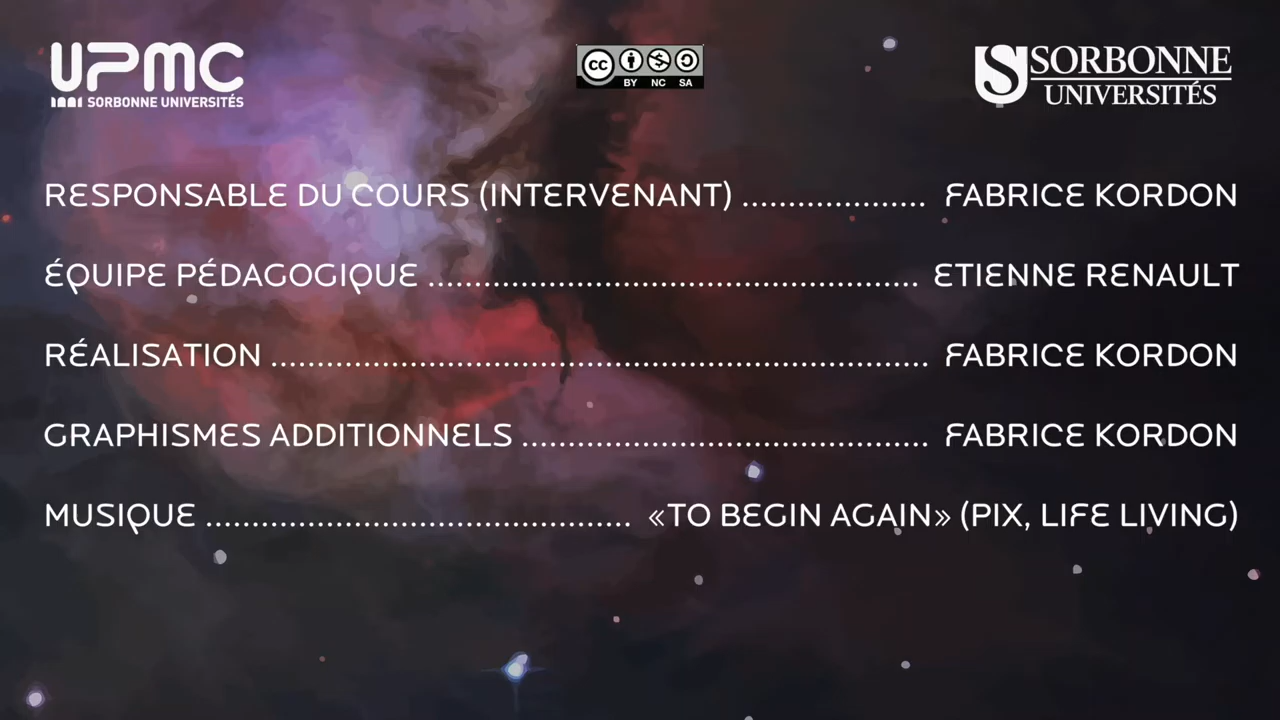 UPMC
SORBONNE UNIVERSITÉS
cc
BY NC SA
SORBONNE
UNIVERSITÉS
RESPONSABLE DU COURS (INTERVENANT) .................... FABRICE KORDON
ÉQUIPE PÉDAGOGIQUE ..................................................... ETIENNE RENAULT
RÉALISATION ........................................................................ FABRICE KORDON
GRAPHISMES ADDITIONNELS ............................................ FABRICE KORDON
MUSIQUE .............................................. «TO BEGIN AGAIN» (PIX, LIFE LIVING)